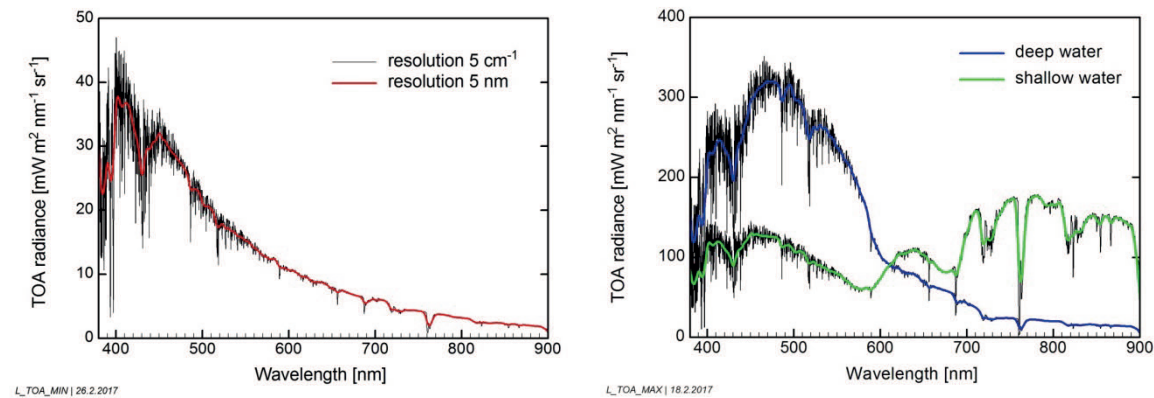 50
40
30
20
10
0
TOA radiance [mW m² nm⁻¹ sr⁻¹]
resolution 5 cm⁻¹
resolution 5 nm
400 500 600 700 800 900
Wavelength [nm]
L_TOA_MIN | 26.2.2017
400
300
200
100
0
TOA radiance [mW m² nm⁻¹ sr⁻¹]
deep water
shallow water
400 500 600 700 800 900
Wavelength [nm]
L_TOA_MAX | 18.2.2017